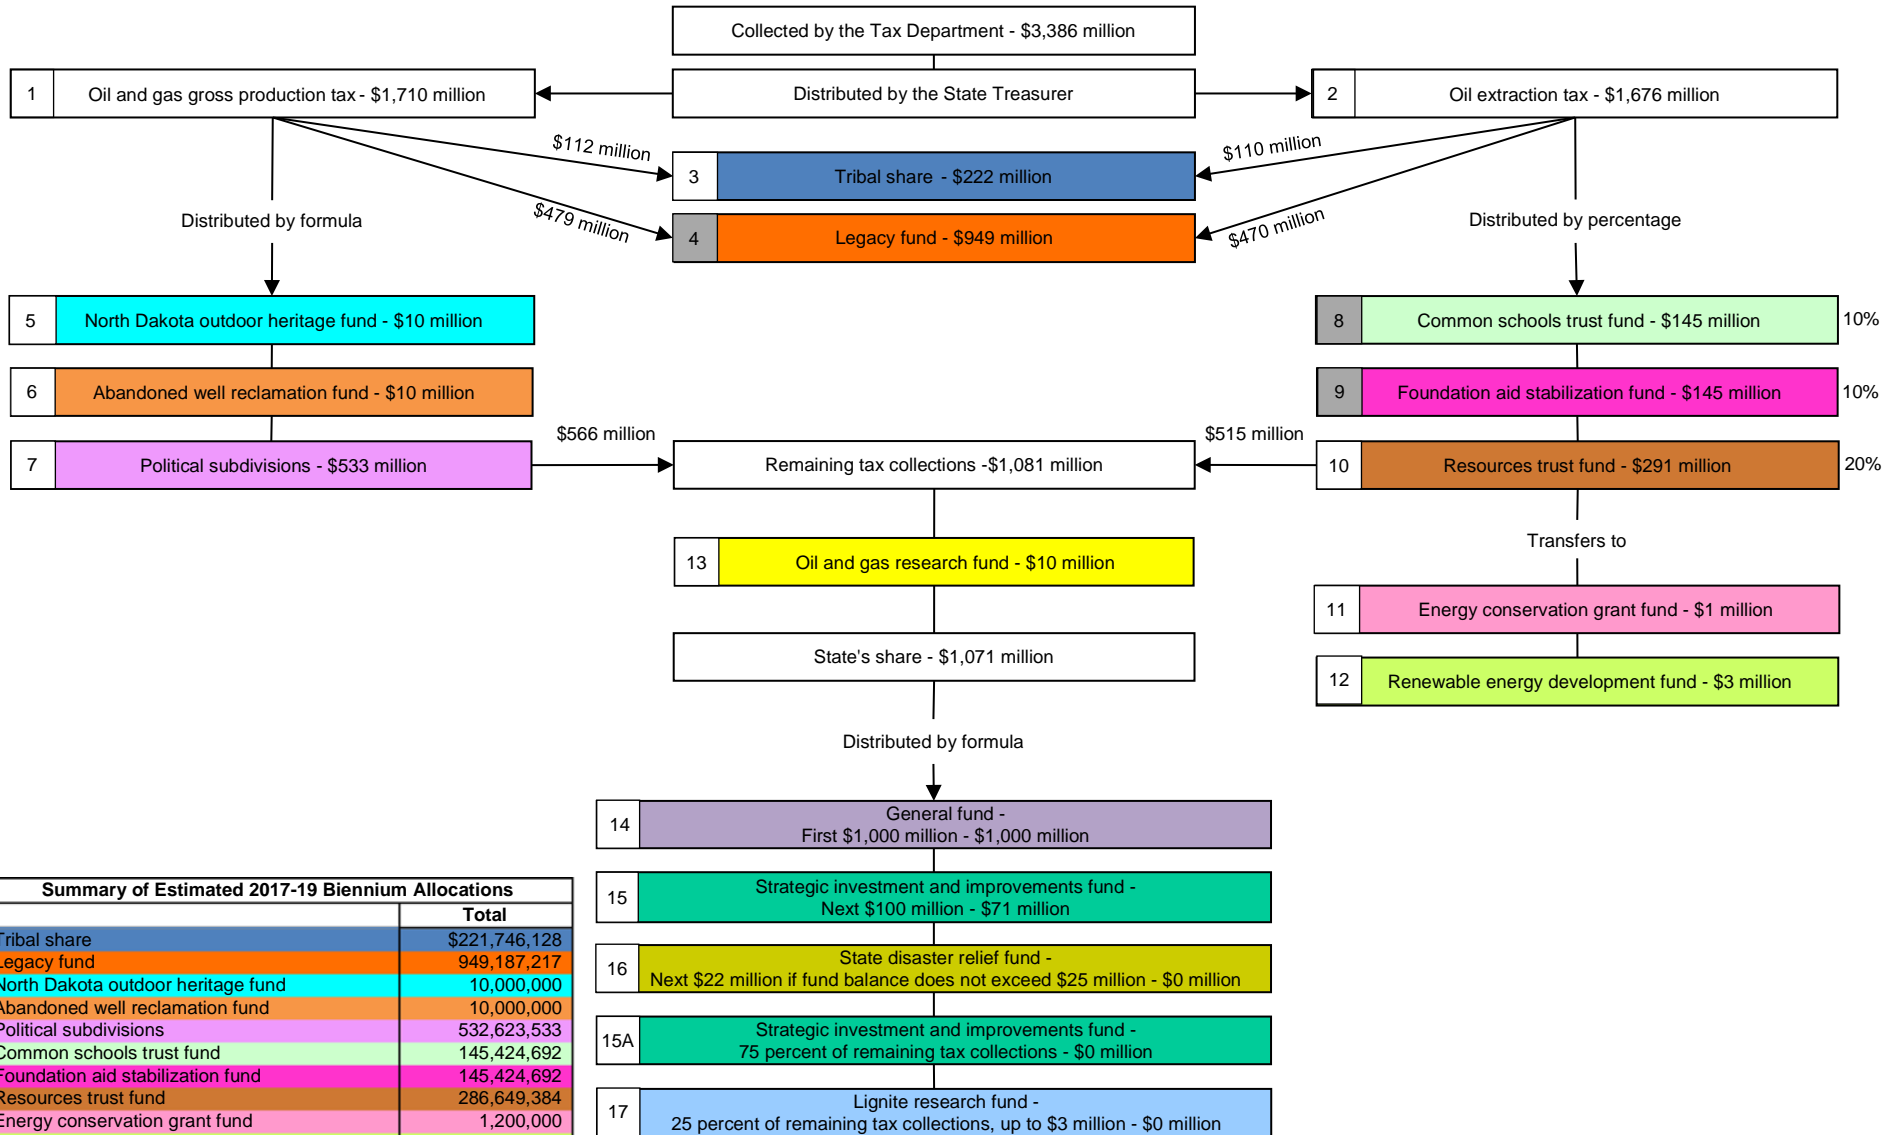 Collected by the Tax Department - $3,386 million
1 Oil and gas gross production tax - $1,710 million
Distributed by the State Treasurer
2 Oil extraction tax - $1,676 million
$112 million
$110 million
3 Tribal share - $222 million
$479 million
$470 million
4 Legacy fund - $949 million
Distributed by formula
Distributed by percentage
5 North Dakota outdoor heritage fund - $10 million
8 Common schools trust fund - $145 million 10%
6 Abandoned well reclamation fund - $10 million
9 Foundation aid stabilization fund - $145 million 10%
7 Political subdivisions - $533 million
$566 million
Remaining tax collections -$1,081 million
$515 million
10 Resources trust fund - $291 million 20%
Transfers to
13 Oil and gas research fund - $10 million
11 Energy conservation grant fund - $1 million
State's share - $1,071 million
12 Renewable energy development fund - $3 million
Distributed by formula
14 General fund -
First $1,000 million - $1,000 million
15 Strategic investment and improvements fund -
Next $100 million - $71 million
16 State disaster relief fund -
Next $22 million if fund balance does not exceed $25 million - $0 million
15A Strategic investment and improvements fund -
75 percent of remaining tax collections - $0 million
17 Lignite research fund -
25 percent of remaining tax collections, up to $3 million - $0 million
Summary of Estimated 2017-19 Biennium Allocations
Total
Tribal share $221,746,128
Legacy fund 949,187,217
North Dakota outdoor heritage fund 10,000,000
Abandoned well reclamation fund 10,000,000
Political subdivisions 532,623,533
Common schools trust fund 145,424,692
Foundation aid stabilization fund 145,424,692
Resources trust fund 286,649,384
Energy conservation grant fund 1,200,000